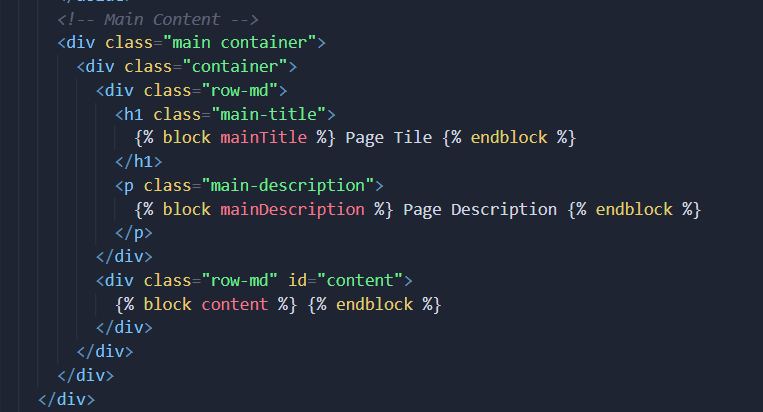 <!-- Main Content -->
<div class="main container">
<div class="container">
<div class="row-md">
<h1 class="main-title">
{% block mainTitle %} Page Tile {% endblock %}
</h1>
<p class="main-description">
{% block mainDescription %} Page Description {% endblock %}
</p>
</div>
<div class="row-md" id="content">
{% block content %} {% endblock %}
</div>
</div>
</div>
</div>